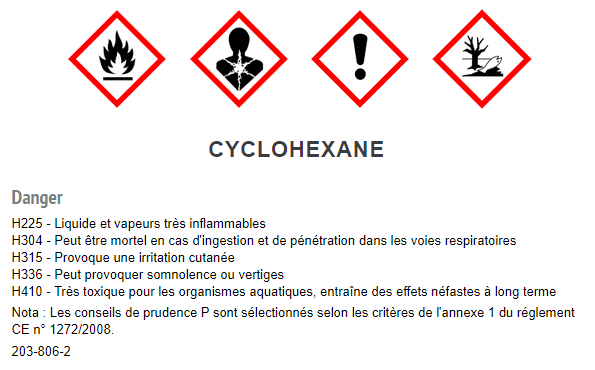 CYCLOHEXANE
Danger
H225 - Liquide et vapeurs très inflammables
H304 - Peut être mortel en cas d'ingestion et de pénétration dans les voies respiratoires
H315 - Provoque une irritation cutanée
H336 - Peut provoquer somnolence ou vertiges
H410 - Très toxique pour les organismes aquatiques, entraîne des effets néfastes à long terme
Nota : Les conseils de prudence P sont sélectionnés selon les critères de l'annexe 1 du réglement
CE n° 1272/2008.
203-806-2